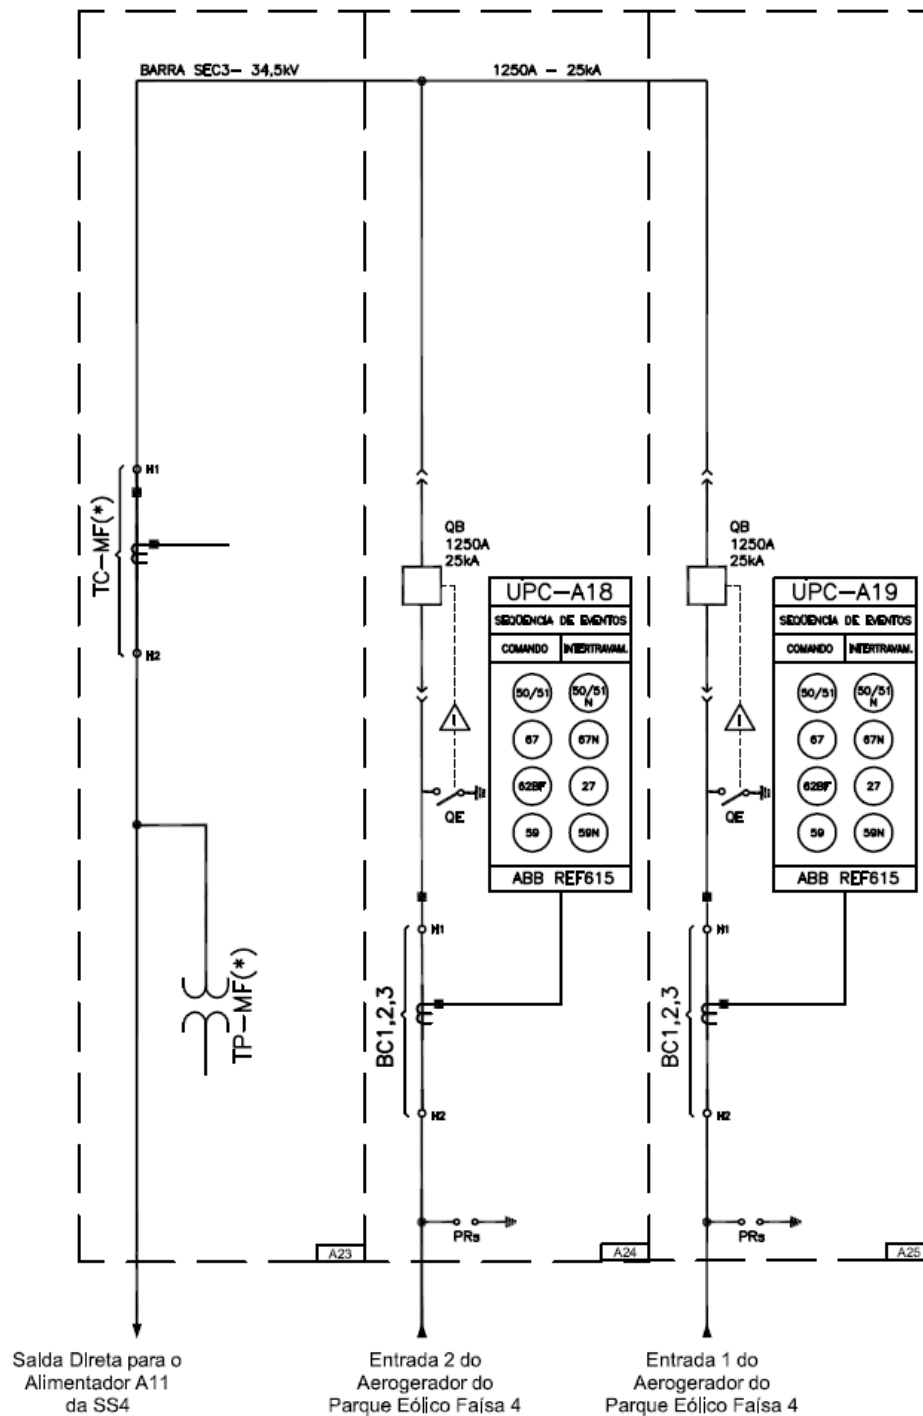 BARRA SEC3- 34,5kV
1250A - 25kA
H1
TC-MF(*)
H2
TP-MF(*)
A23
Saída Direta para o
Alimentador A11
da SS4
QB
1250A
25kA
UPC-A18
SEQÜENCIA DE EVENTOS
COMANDO
INTERTRAVAM.
50/51
50/51
N
67
67N
62BF
27
59
59N
ABB REF615
QE
H1
BC1,2,3
H2
PRs
A24
Entrada 2 do
Aerogerador do
Parque Eólico Faísa 4
QB
1250A
25kA
UPC-A19
SEQÜENCIA DE EVENTOS
COMANDO
INTERTRAVAM.
50/51
50/51
N
67
67N
62BF
27
59
59N
ABB REF615
QE
H1
BC1,2,3
H2
PRs
A25
Entrada 1 do
Aerogerador do
Parque Eólico Faísa 4